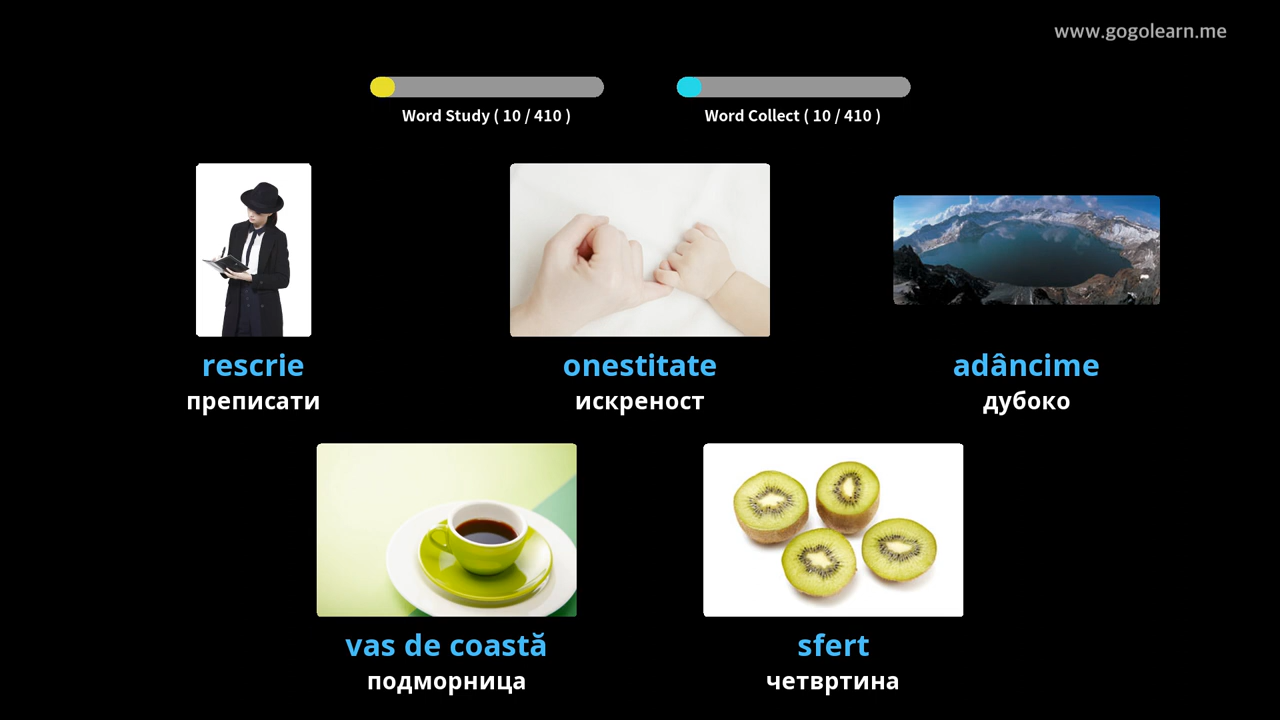 www.gogolearn.me
Word Study ( 10 / 410 )
Word Collect ( 10 / 410 )
rescrie
преписати
onestitate
искреност
adâncime
дубоко
vas de coastă
подморница
sfert
четвртина